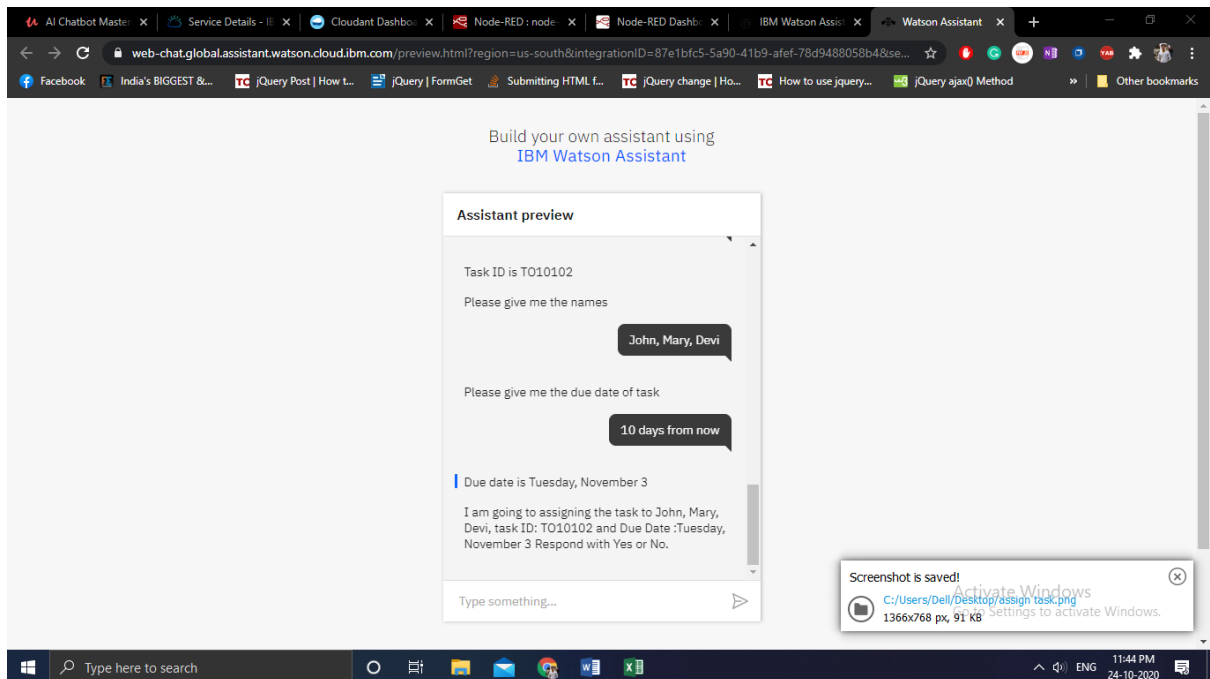 AI Chatbot Master
Service Details - IB
Cloudant Dashboa
Node-RED : node-
Node-RED Dashbo
IBM Watson Assist
Watson Assistant
web-chat.global.assistant.watson.cloud.ibm.com/preview.html?region=us-south&integrationID=87e1bfc5-5a90-41b9-afef-78d9488058b4&se...
Facebook
India's BIGGEST &...
TC jQuery Post | How t...
jQuery | FormGet
Submitting HTML f...
TC jQuery change | Ho...
TC How to use jquery...
jQuery ajax() Method
»
Other bookmarks
Build your own assistant using
IBM Watson Assistant
Assistant preview
Task ID is TO10102
Please give me the names
John, Mary, Devi
Please give me the due date of task
10 days from now
Due date is Tuesday, November 3
I am going to assigning the task to John, Mary,
Devi, task ID: TO10102 and Due Date :Tuesday,
November 3 Respond with Yes or No.
Type something...
Screenshot is saved!
C:/Users/Dell/Desktop/assign task.png
1366x768 px, 91 KB
Activate Windows
Go to Settings to activate Windows.
Type here to search
ENG
11:44 PM
24-10-2020